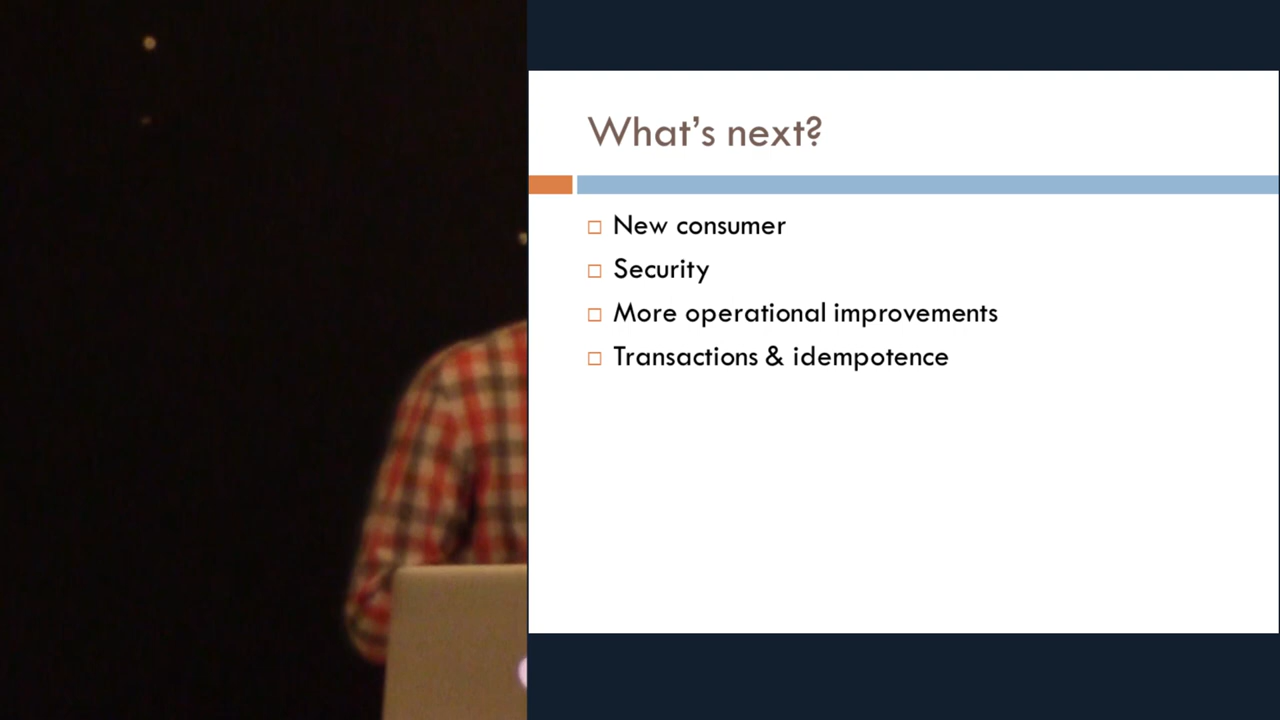 What's next?
New consumer
Security
More operational improvements
Transactions & idempotence